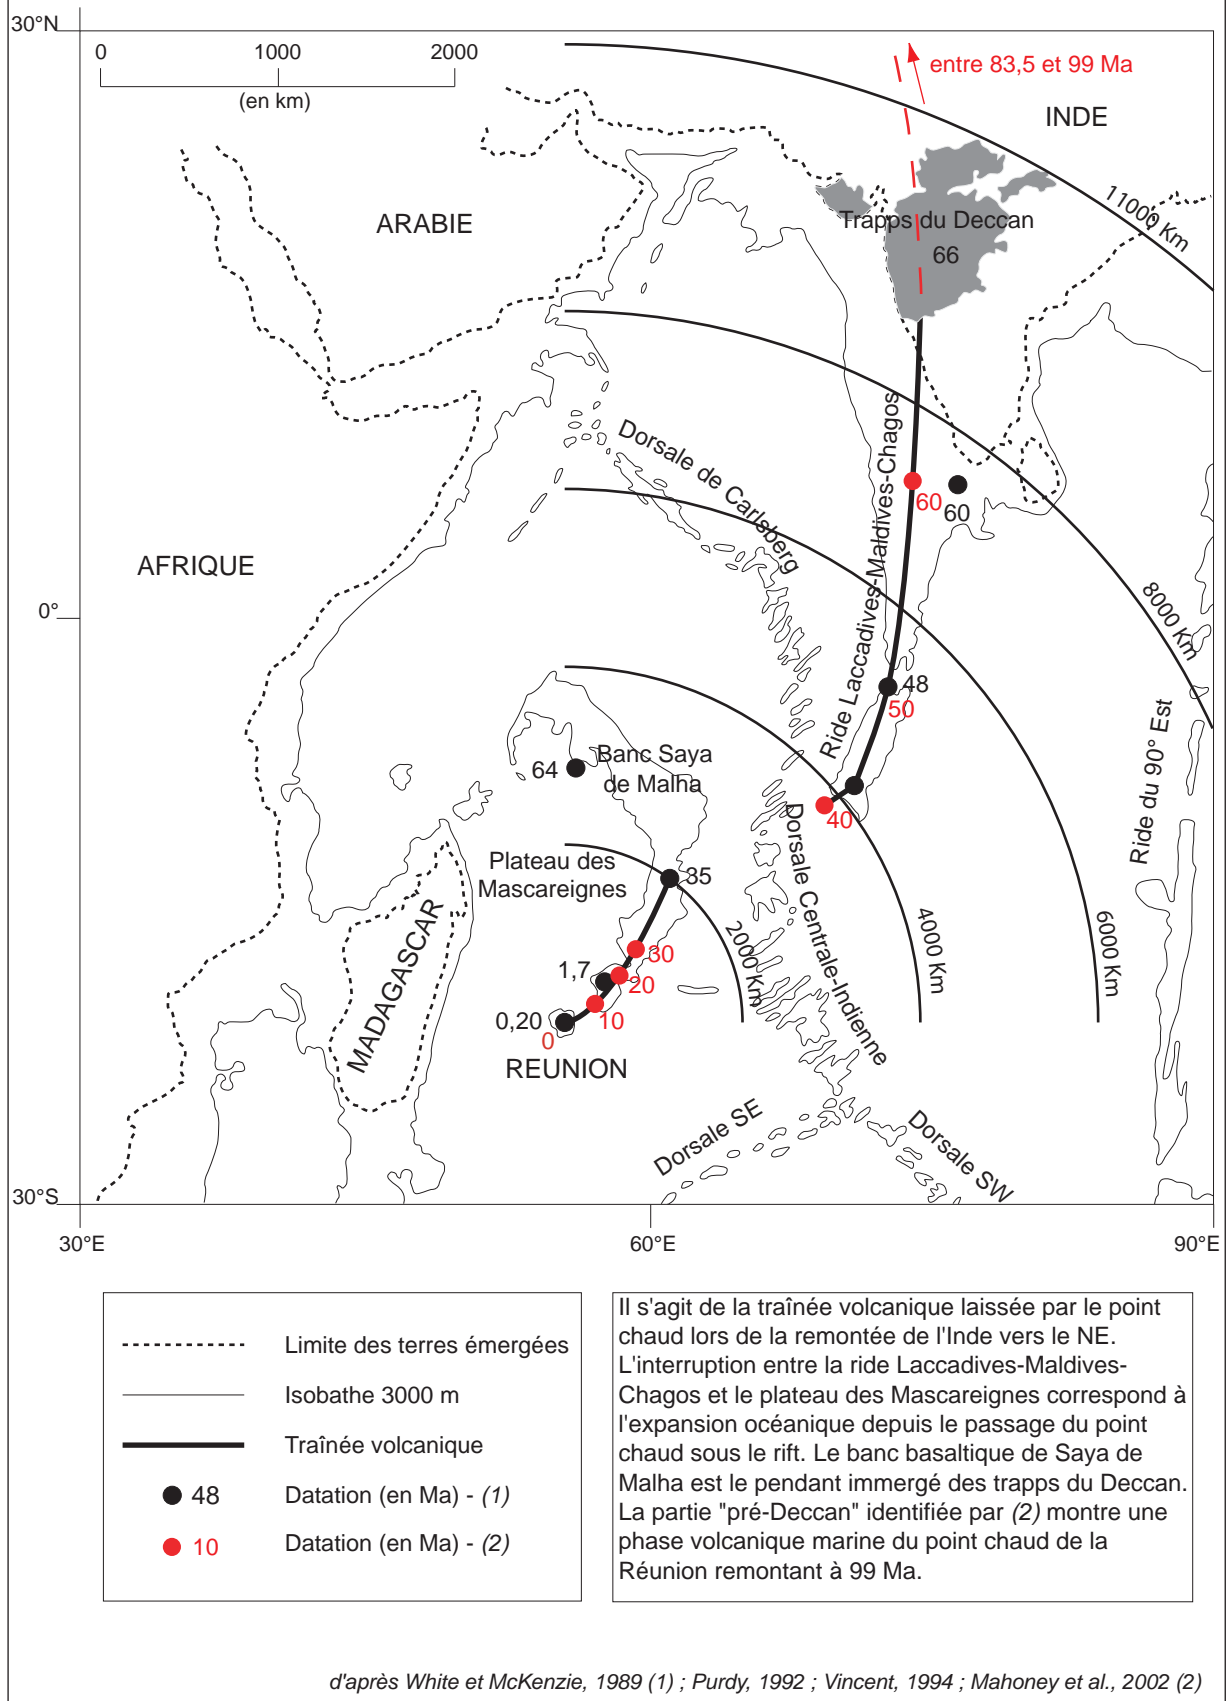 30°N
0
1000
2000
(en km)
entre 83,5 et 99 Ma
INDE
ARABIE
11000 Km
Trapps du Deccan
66
Dorsale de Carlsberg
Ride Laccadives-Maldives-Chagos
60
60
AFRIQUE
0°
8000 Km
48
50
Ride du 90° Est
64
Banc Saya
de Malha
40
Dorsale Centrale-Indienne
Plateau des
Mascareignes
35
MADAGASCAR
2000 Km
4000 Km
6000 Km
30
1,7
20
0,20
10
0
REUNION
Dorsale SE
Dorsale SW
30°S
30°E
60°E
90°E
Limite des terres émergées
Isobathe 3000 m
Traînée volcanique
48 Datation (en Ma) - (1)
10 Datation (en Ma) - (2)
Il s'agit de la traînée volcanique laissée par le point
chaud lors de la remontée de l'Inde vers le NE.
L'interruption entre la ride Laccadives-Maldives-
Chagos et le plateau des Mascareignes correspond à
l'expansion océanique depuis le passage du point
chaud sous le rift. Le banc basaltique de Saya de
Malha est le pendant immergé des trapps du Deccan.
La partie "pré-Deccan" identifiée par (2) montre une
phase volcanique marine du point chaud de la
Réunion remontant à 99 Ma.
d'après White et McKenzie, 1989 (1) ; Purdy, 1992 ; Vincent, 1994 ; Mahoney et al., 2002 (2)